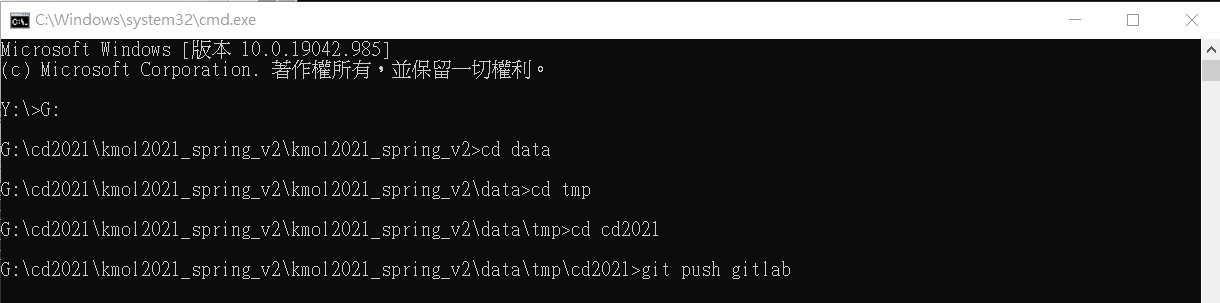 C:\Windows\system32\cmd.exe
Microsoft Windows [版本 10.0.19042.985]
(c) Microsoft Corporation. 著作權所有，並保留一切權利。
Y:\>G:
G:\cd2021\kmol2021_spring_v2\kmol2021_spring_v2>cd data
G:\cd2021\kmol2021_spring_v2\kmol2021_spring_v2\data>cd tmp
G:\cd2021\kmol2021_spring_v2\kmol2021_spring_v2\data\tmp>cd cd2021
G:\cd2021\kmol2021_spring_v2\kmol2021_spring_v2\data\tmp\cd2021>git push gitlab